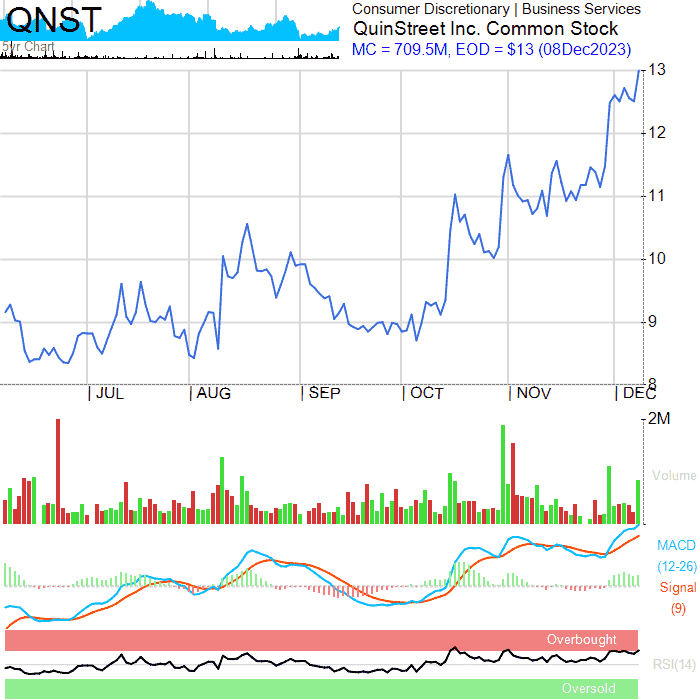 QNST
5yr Chart
Consumer Discretionary | Business Services
QuinStreet Inc. Common Stock
MC = 709.5M, EOD = $13 (08Dec2023)
13
12
11
10
9
8
JUL
AUG
SEP
OCT
NOV
DEC
2M
Volume
MACD
(12-26)
Signal
(9)
Overbought
RSI(14)
Oversold